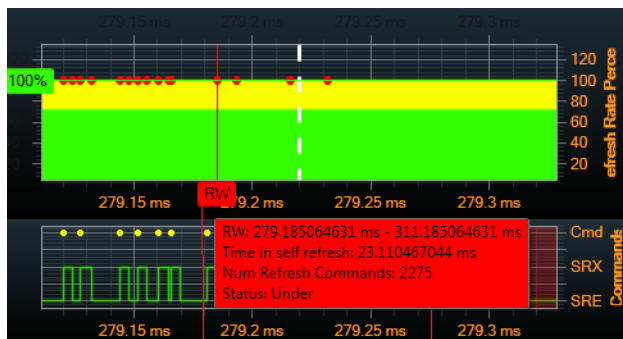 279.15 ms 279.2 ms 279.25 ms 279.3 ms
120
100%
100
80
60
40
20
efresh Rate Perce
279.15 ms 279.2 ms 279.25 ms 279.3 ms
RW
RW: 279.185064631 ms - 311.185064631 ms
Time in self refresh: 23.110467044 ms
Num Refresh Commands: 2275
Status: Under
Cmd
SRX
SRE
Commands
279.15 ms 279.2 ms 279.25 ms 279.3 ms